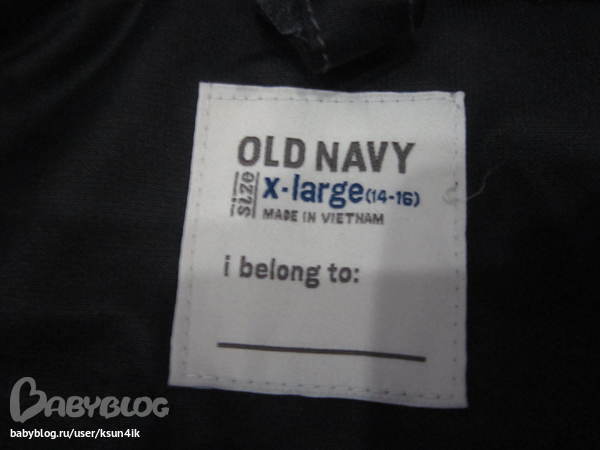 OLD NAVY
size
x-large (14-16)
MADE IN VIETNAM
i belong to:
BABYBLOG
babyblog.ru/user/ksun4ik